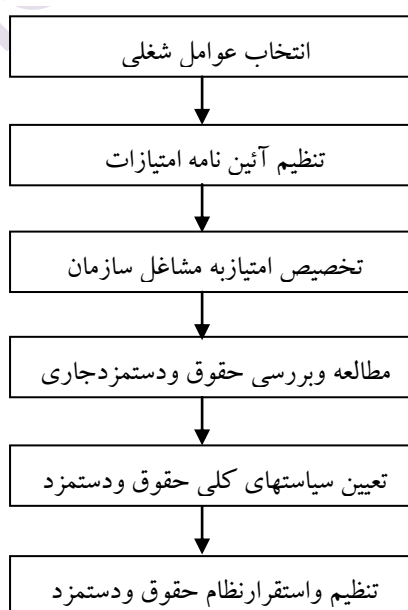 انتخاب عوامل شغلی
تنظیم آئین نامه امتیازات
تخصیص امتیازبه مشاغل سازمان
مطالعه وبررسی حقوق ودستمزدجاری
تعیین سیاستهای کلی حقوق ودستمزد
تنظیم واستقرارنظام حقوق ودستمزد